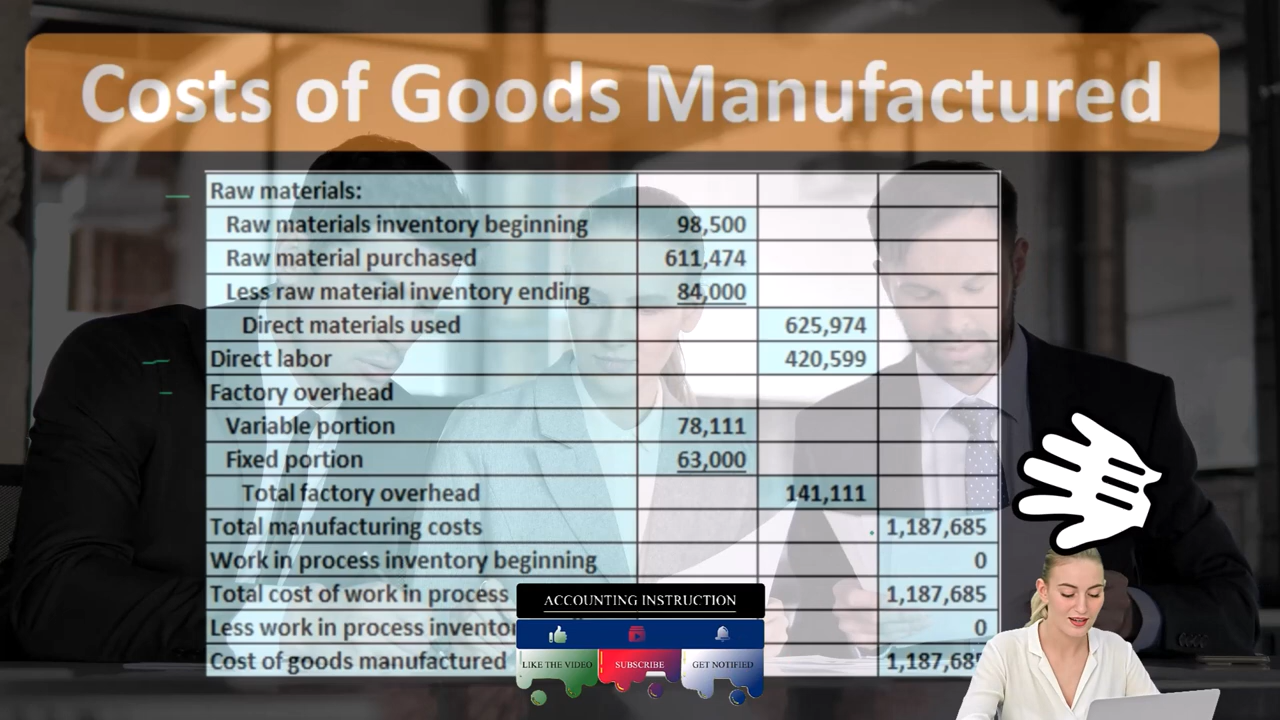 Costs of Goods Manufactured
Raw materials:
Raw materials inventory beginning 98,500
Raw material purchased 611,474
Less raw material inventory ending 84,000
Direct materials used 625,974
Direct labor 420,599
Factory overhead
Variable portion 78,111
Fixed portion 63,000
Total factory overhead 141,111
Total manufacturing costs 1,187,685
Work in process inventory beginning 0
Total cost of work in process 1,187,685
Less work in process 0
Cost of goods manufactured
ACCOUNTING INSTRUCTION
LIKE THE VIDEO SUBSCRIBE GET NOTIFIED